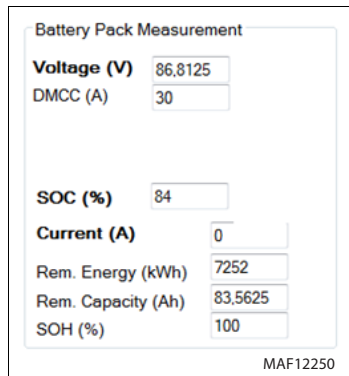 Battery Pack Measurement
Voltage (V) 86,8125
DMCC (A) 30
SOC (%) 84
Current (A) 0
Rem. Energy (kWh) 7252
Rem. Capacity (Ah) 83,5625
SOH (%) 100
MAF12250